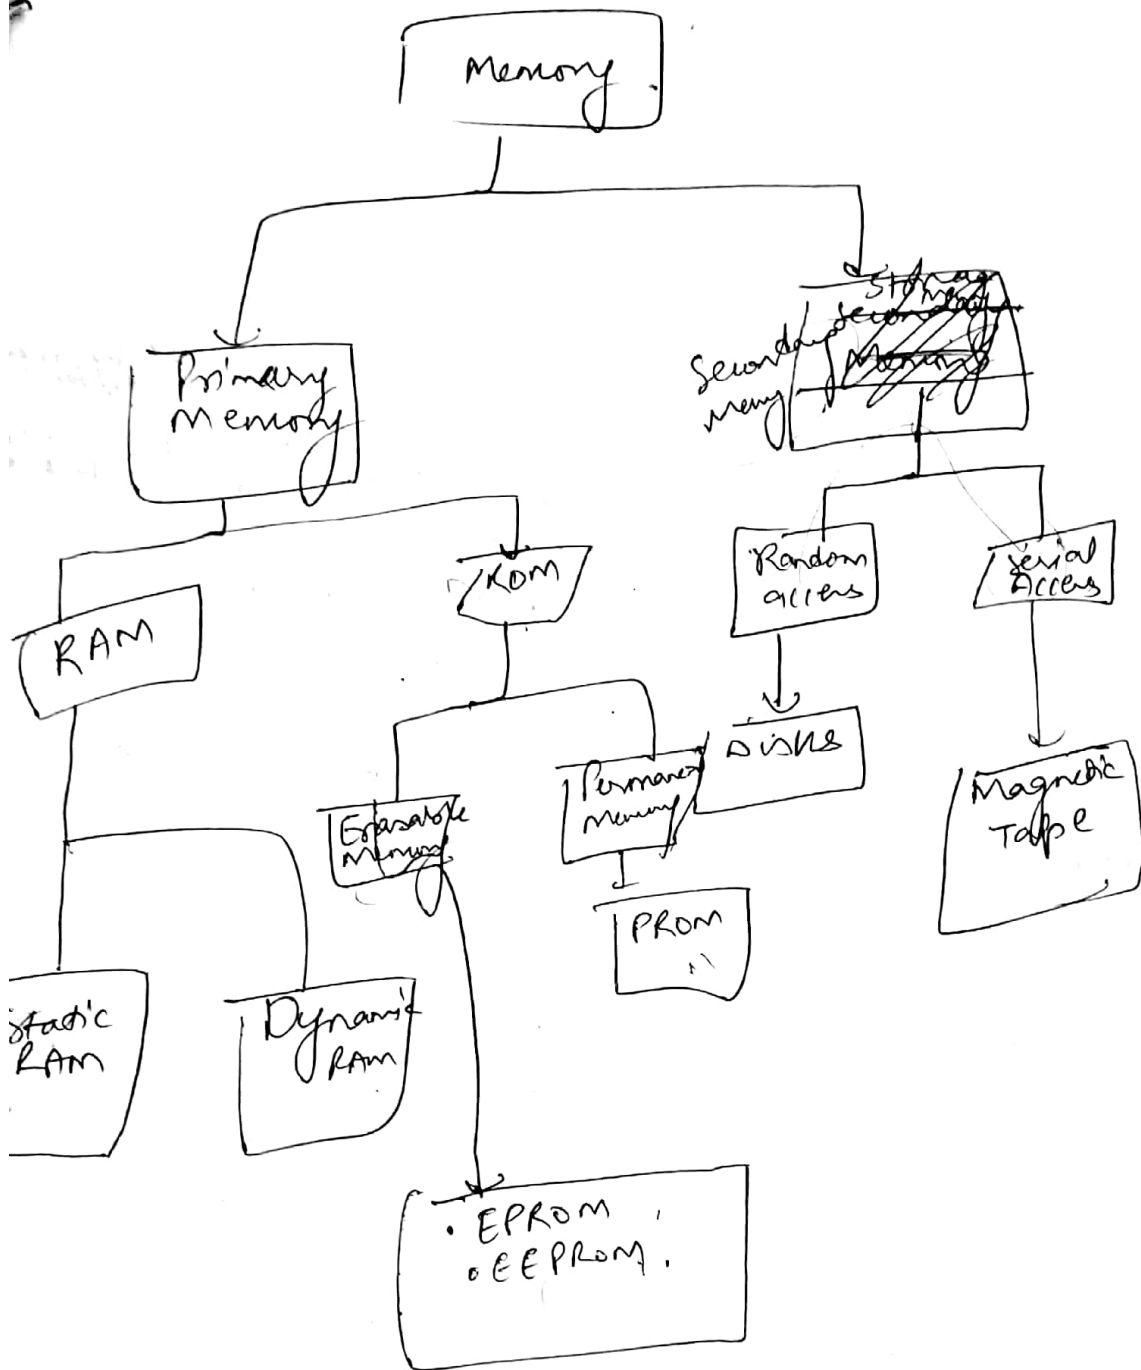 Memory
Primary
Memory
Secondary
Memory
RAM
ROM
Random
access
Serial
Access
Static
RAM
Dynamic
RAM
Erasable
Memory
Permanent
Memory
PROM
Disks
Magnetic
Tape
• EPROM
• EEPROM.